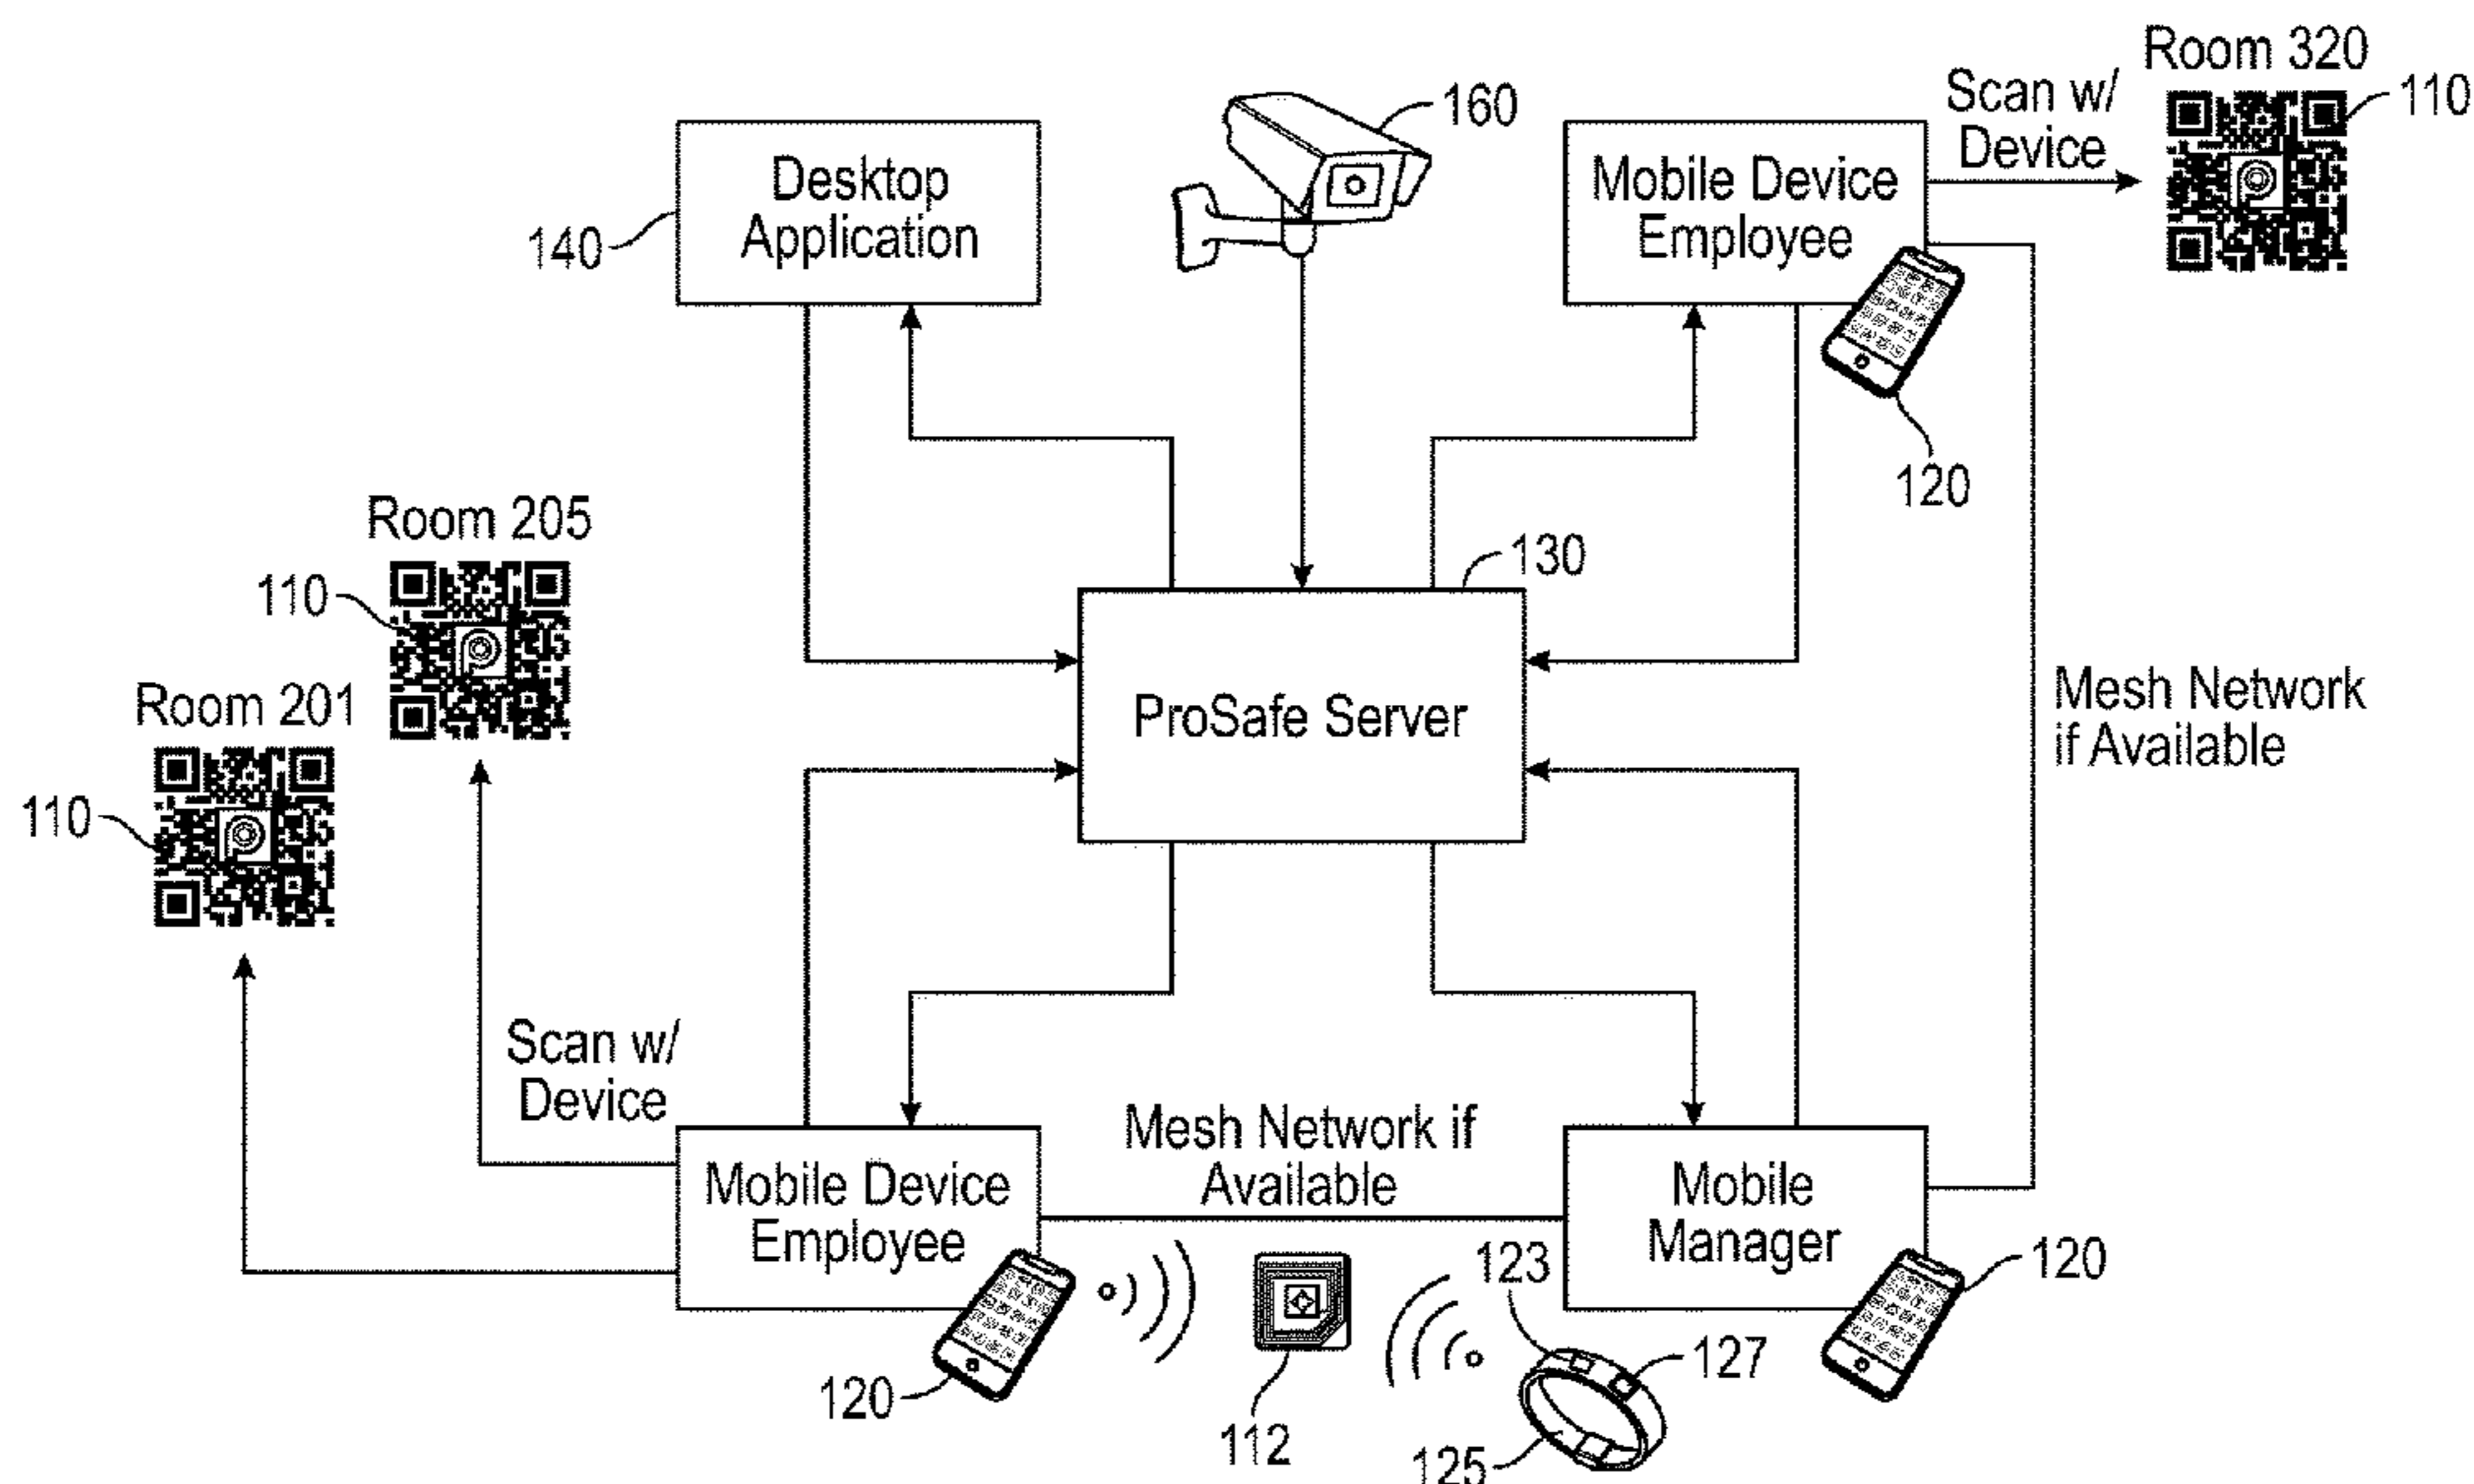 Room 320
Scan w/
Device
110
160
Desktop
Application
140
Mobile Device
Employee
120
Room 205
110
130
Room 201
110
ProSafe Server
Mesh Network
if Available
Scan w/
Device
Mesh Network if
Available
Mobile Device
Employee
Mobile
Manager
123
120
127
120
112
125